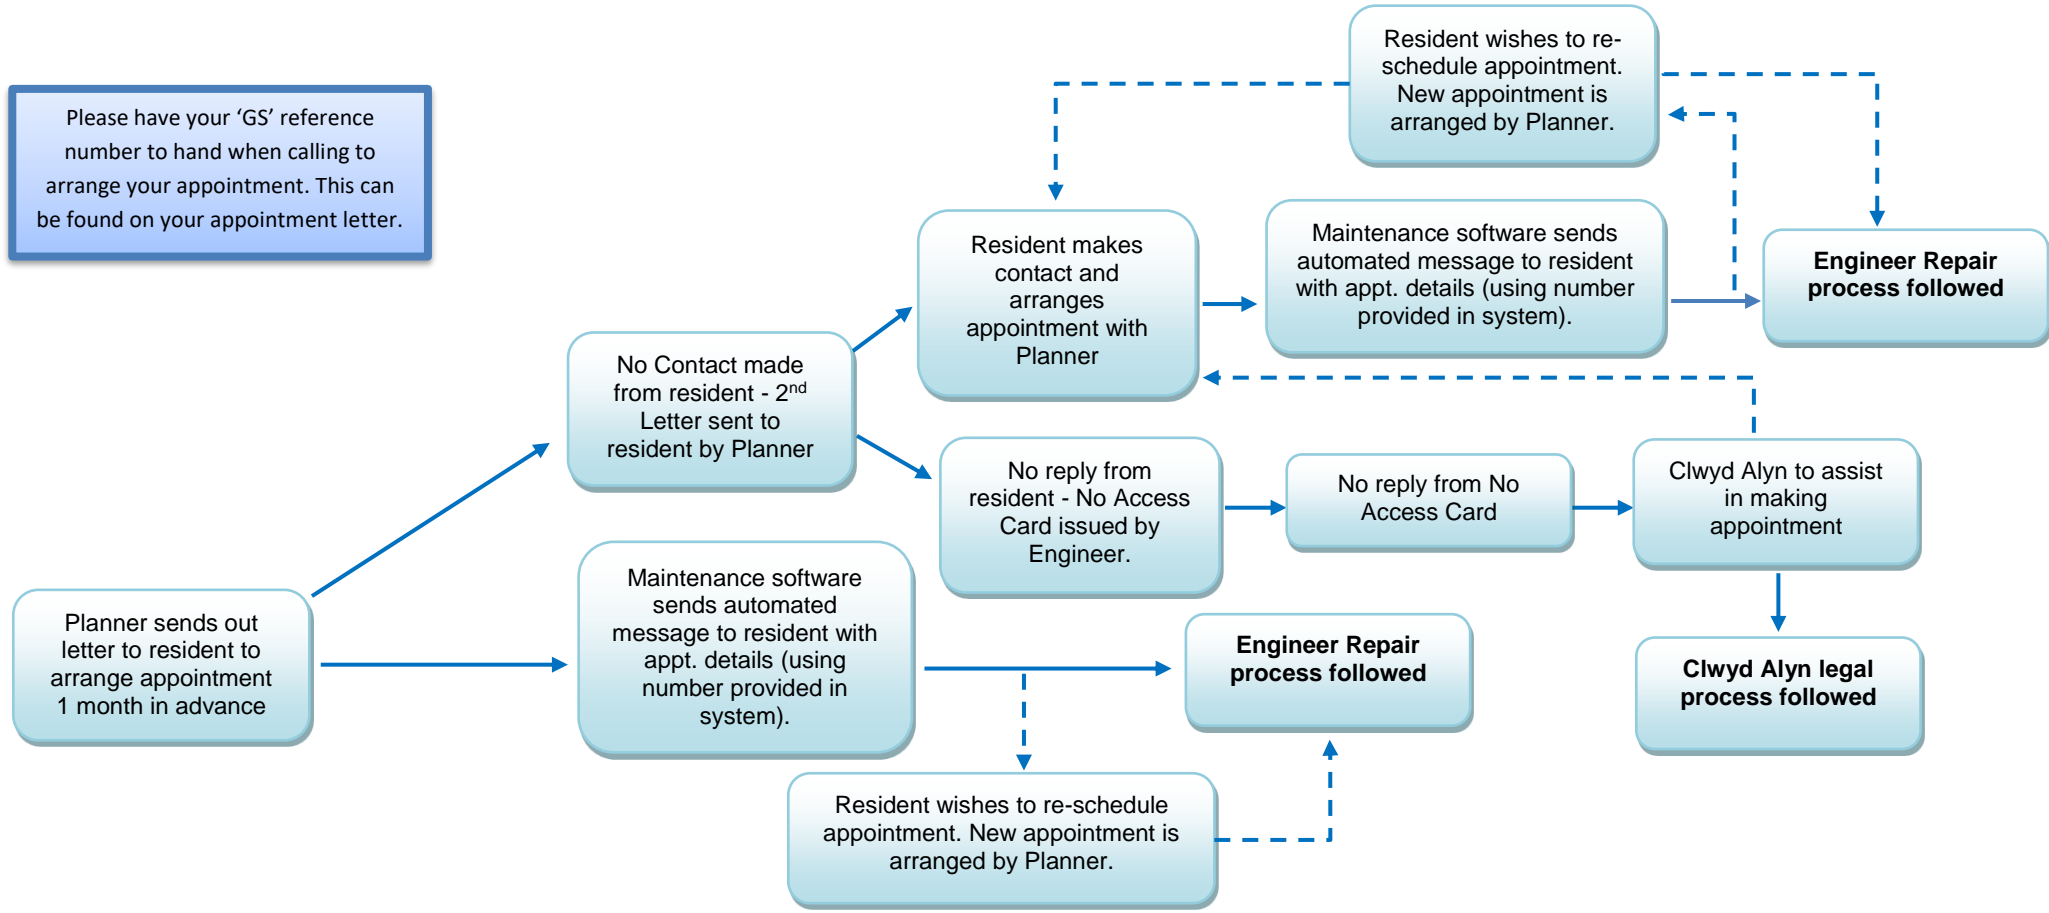 Please have your ‘GS’ reference
number to hand when calling to
arrange your appointment. This can
be found on your appointment letter.
Resident wishes to re-
schedule appointment.
New appointment is
arranged by Planner.
Resident makes
contact and
arranges
appointment with
Planner
Maintenance software sends
automated message to resident
with appt. details (using number
provided in system).
Engineer Repair
process followed
No Contact made
from resident - 2nd
Letter sent to
resident by Planner
No reply from
resident - No Access
Card issued by
Engineer.
No reply from No
Access Card
Clwyd Alyn to assist
in making
appointment
Planner sends out
letter to resident to
arrange appointment
1 month in advance
Maintenance software
sends automated
message to resident with
appt. details (using
number provided in
system).
Engineer Repair
process followed
Clwyd Alyn legal
process followed
Resident wishes to re-schedule
appointment. New appointment is
arranged by Planner.